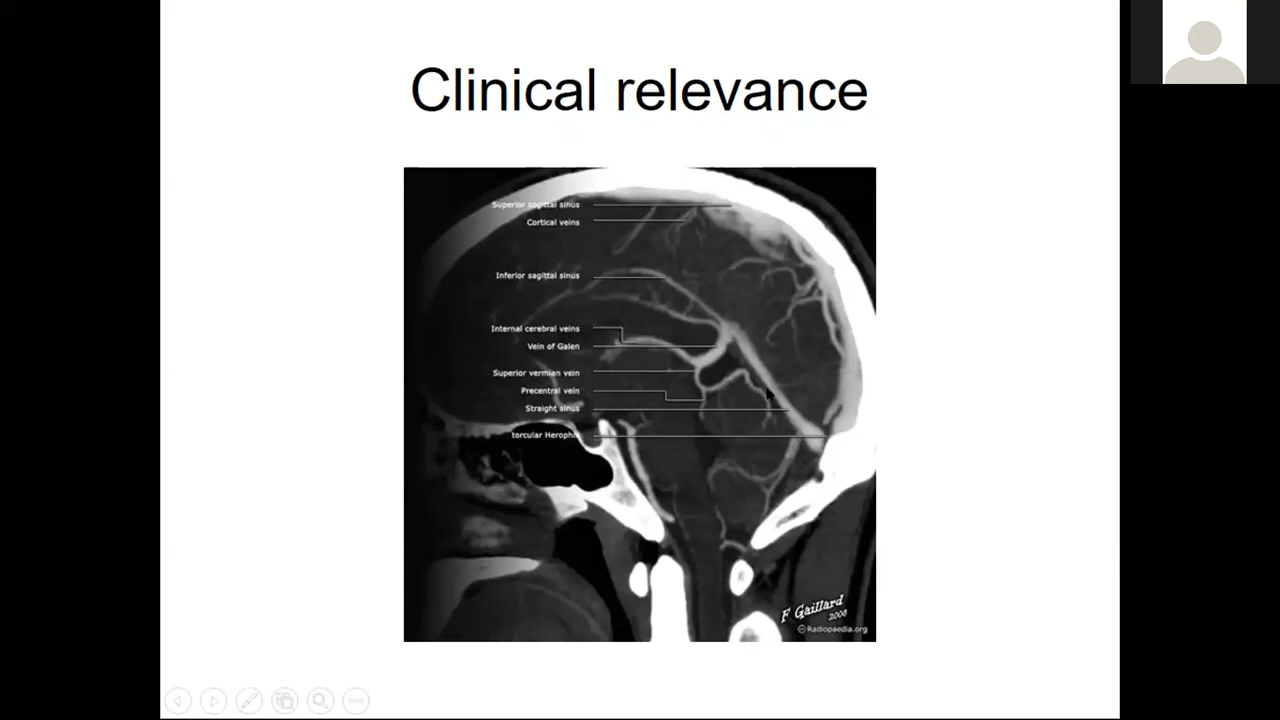 Clinical relevance
Superior sagittal sinus
Cortical veins
Inferior sagittal sinus
Internal cerebral veins
Vein of Galen
Superior vermian vein
Precentral vein
Straight sinus
torcular Herophili
F Gaillard
2008
Radiopaedia.org